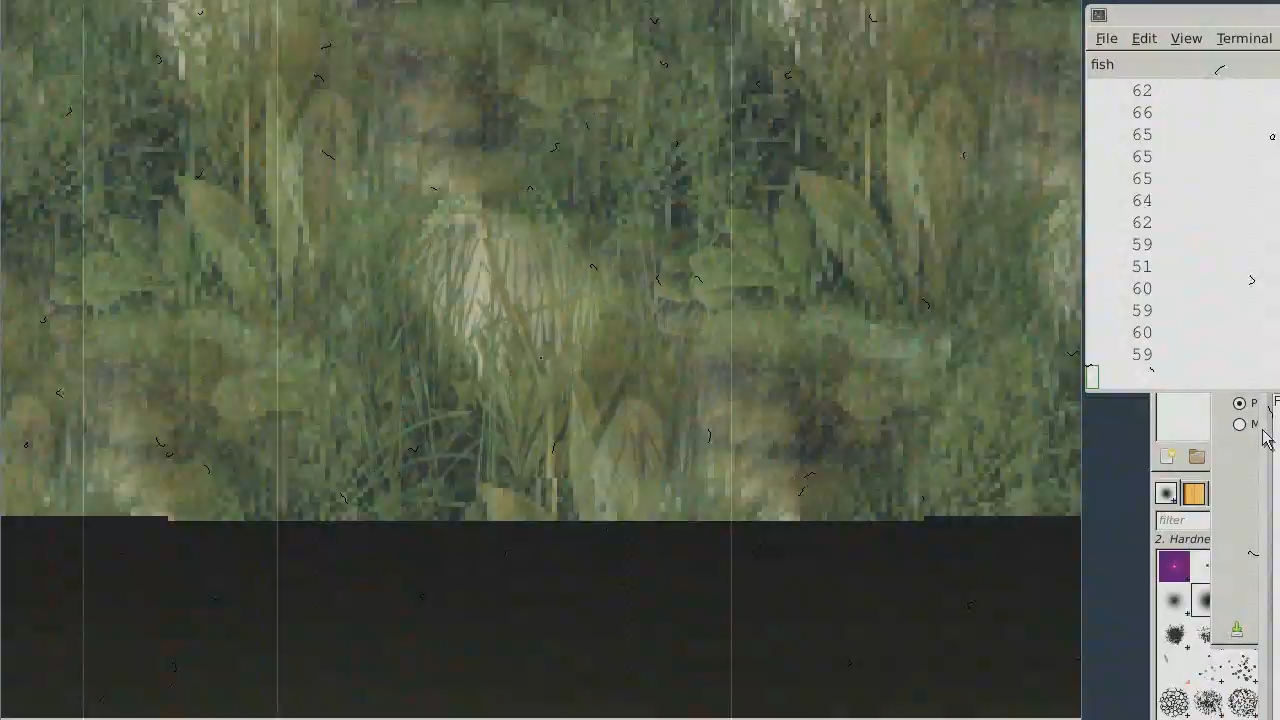 File Edit View Terminal
fish
62
66
65
65
65
64
62
59
51
60
59
60
59
P
M
filter
2. Hardne